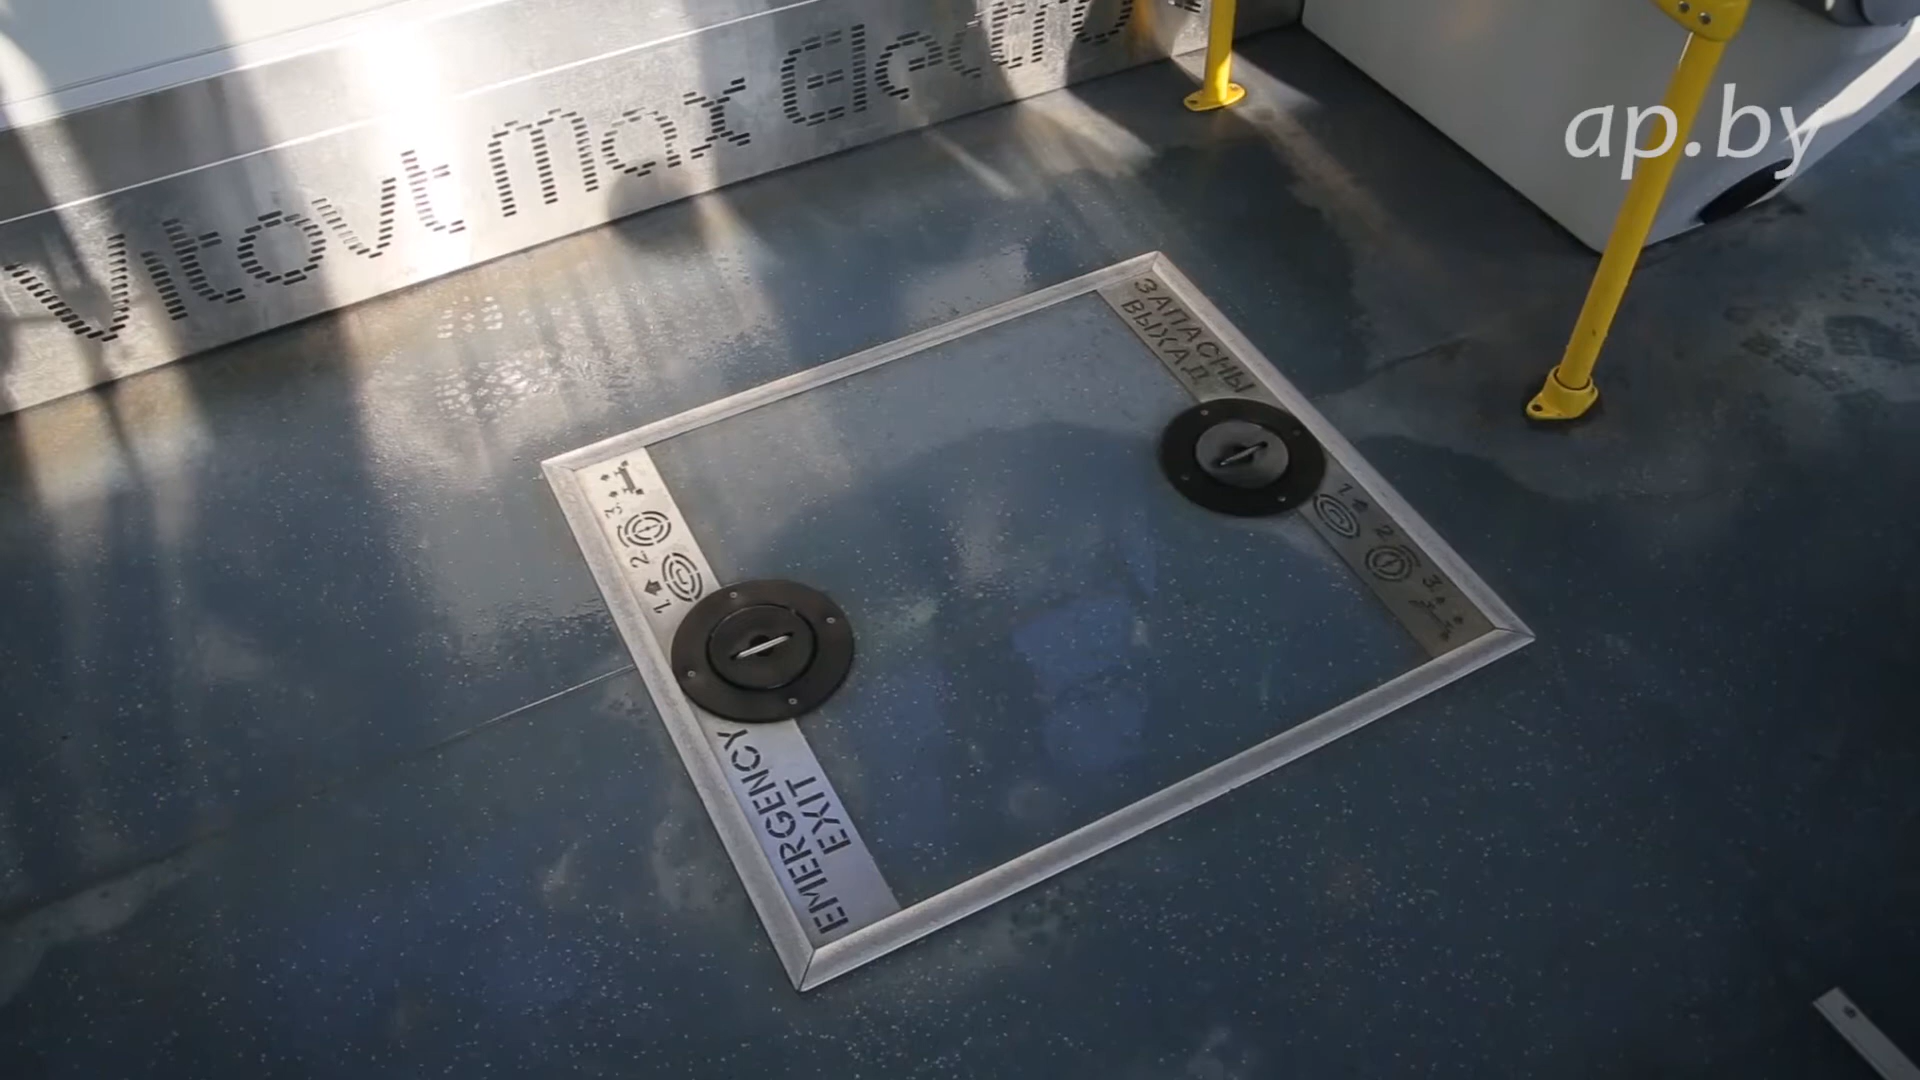 Vitovt Max Electro
ap.by
ЗАПАСНЫ
ВЫХАД
1. 2. 3.
1. 2. 3.
EMERGENCY
EXIT